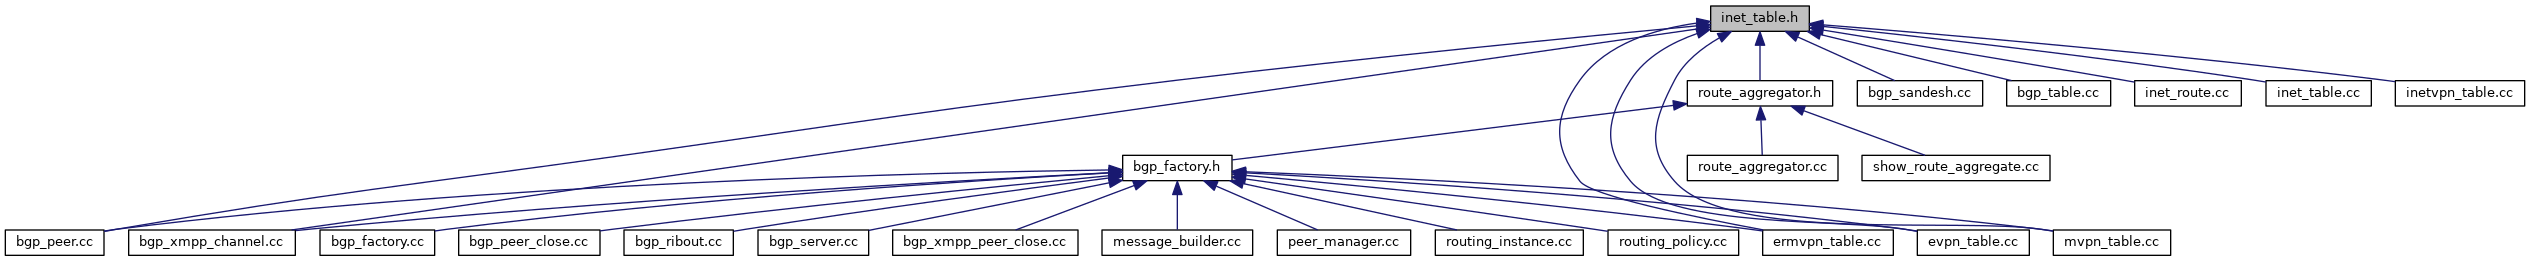 inet_table.h
route_aggregator.h
bgp_sandesh.cc
bgp_table.cc
inet_route.cc
inet_table.cc
inetvpn_table.cc
bgp_factory.h
route_aggregator.cc
show_route_aggregate.cc
bgp_peer.cc
bgp_xmpp_channel.cc
bgp_factory.cc
bgp_peer_close.cc
bgp_ribout.cc
bgp_server.cc
bgp_xmpp_peer_close.cc
message_builder.cc
peer_manager.cc
routing_instance.cc
routing_policy.cc
ermvpn_table.cc
evpn_table.cc
mvpn_table.cc